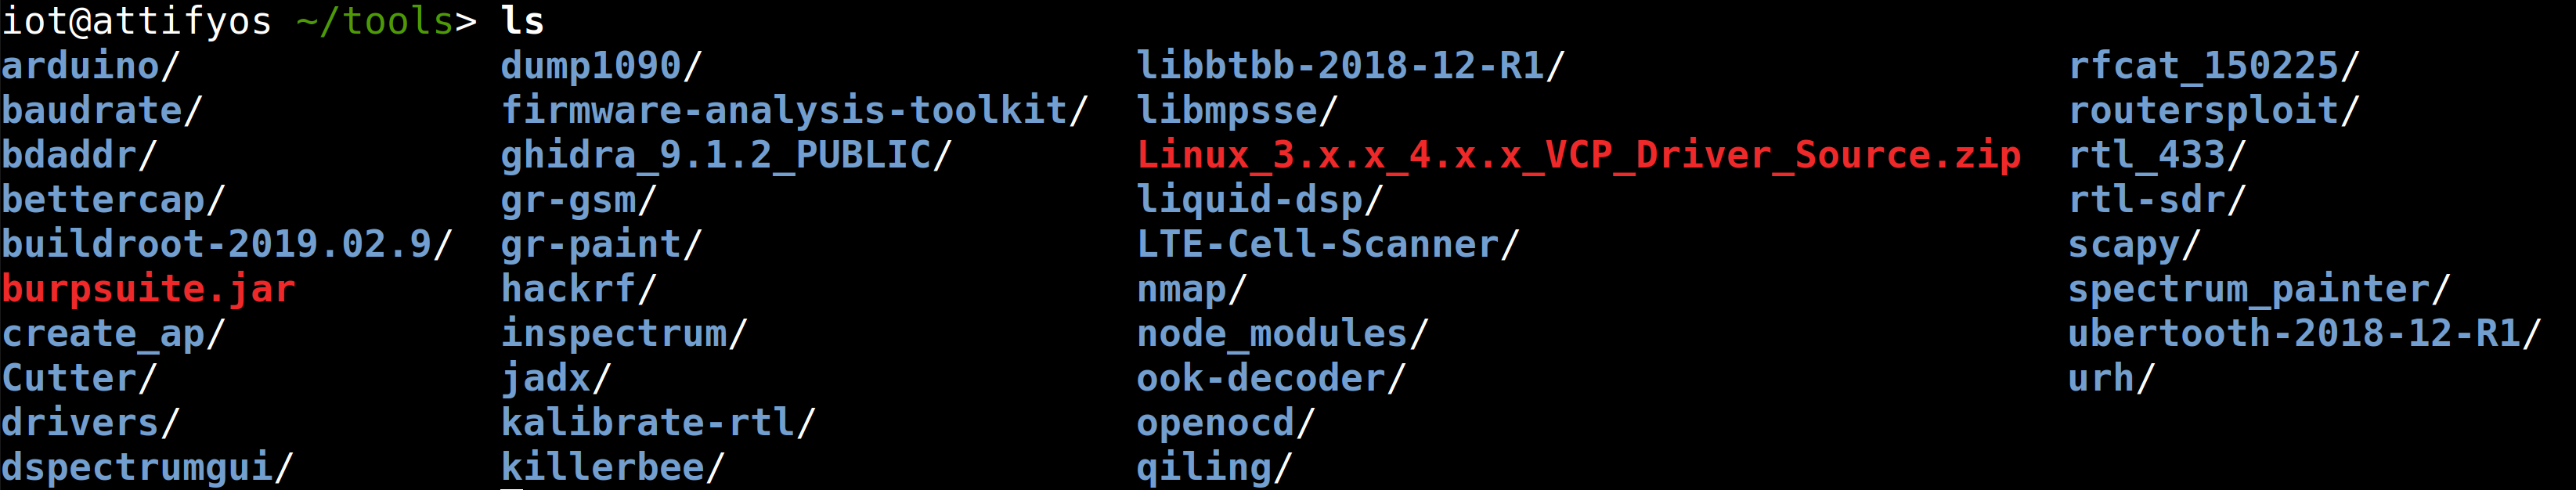 iot@attifyos ~/tools> ls
arduino/ dump1090/ libbtbb-2018-12-R1/ rfcat_150225/
baudrate/ firmware-analysis-toolkit/ libmpsse/ routersploit/
bdaddr/ ghidra_9.1.2_PUBLIC/ Linux_3.x.x_4.x.x_VCP_Driver_Source.zip rtl_433/
bettercap/ gr-gsm/ liquid-dsp/ rtl-sdr/
buildroot-2019.02.9/ gr-paint/ LTE-Cell-Scanner/ scapy/
burpsuite.jar hackrf/ nmap/ spectrum_painter/
create_ap/ inspectrum/ node_modules/ ubertooth-2018-12-R1/
Cutter/ jadx/ ook-decoder/ urh/
drivers/ kalibrate-rtl/ openocd/
dspectrumgui/ killerbee/ qiling/